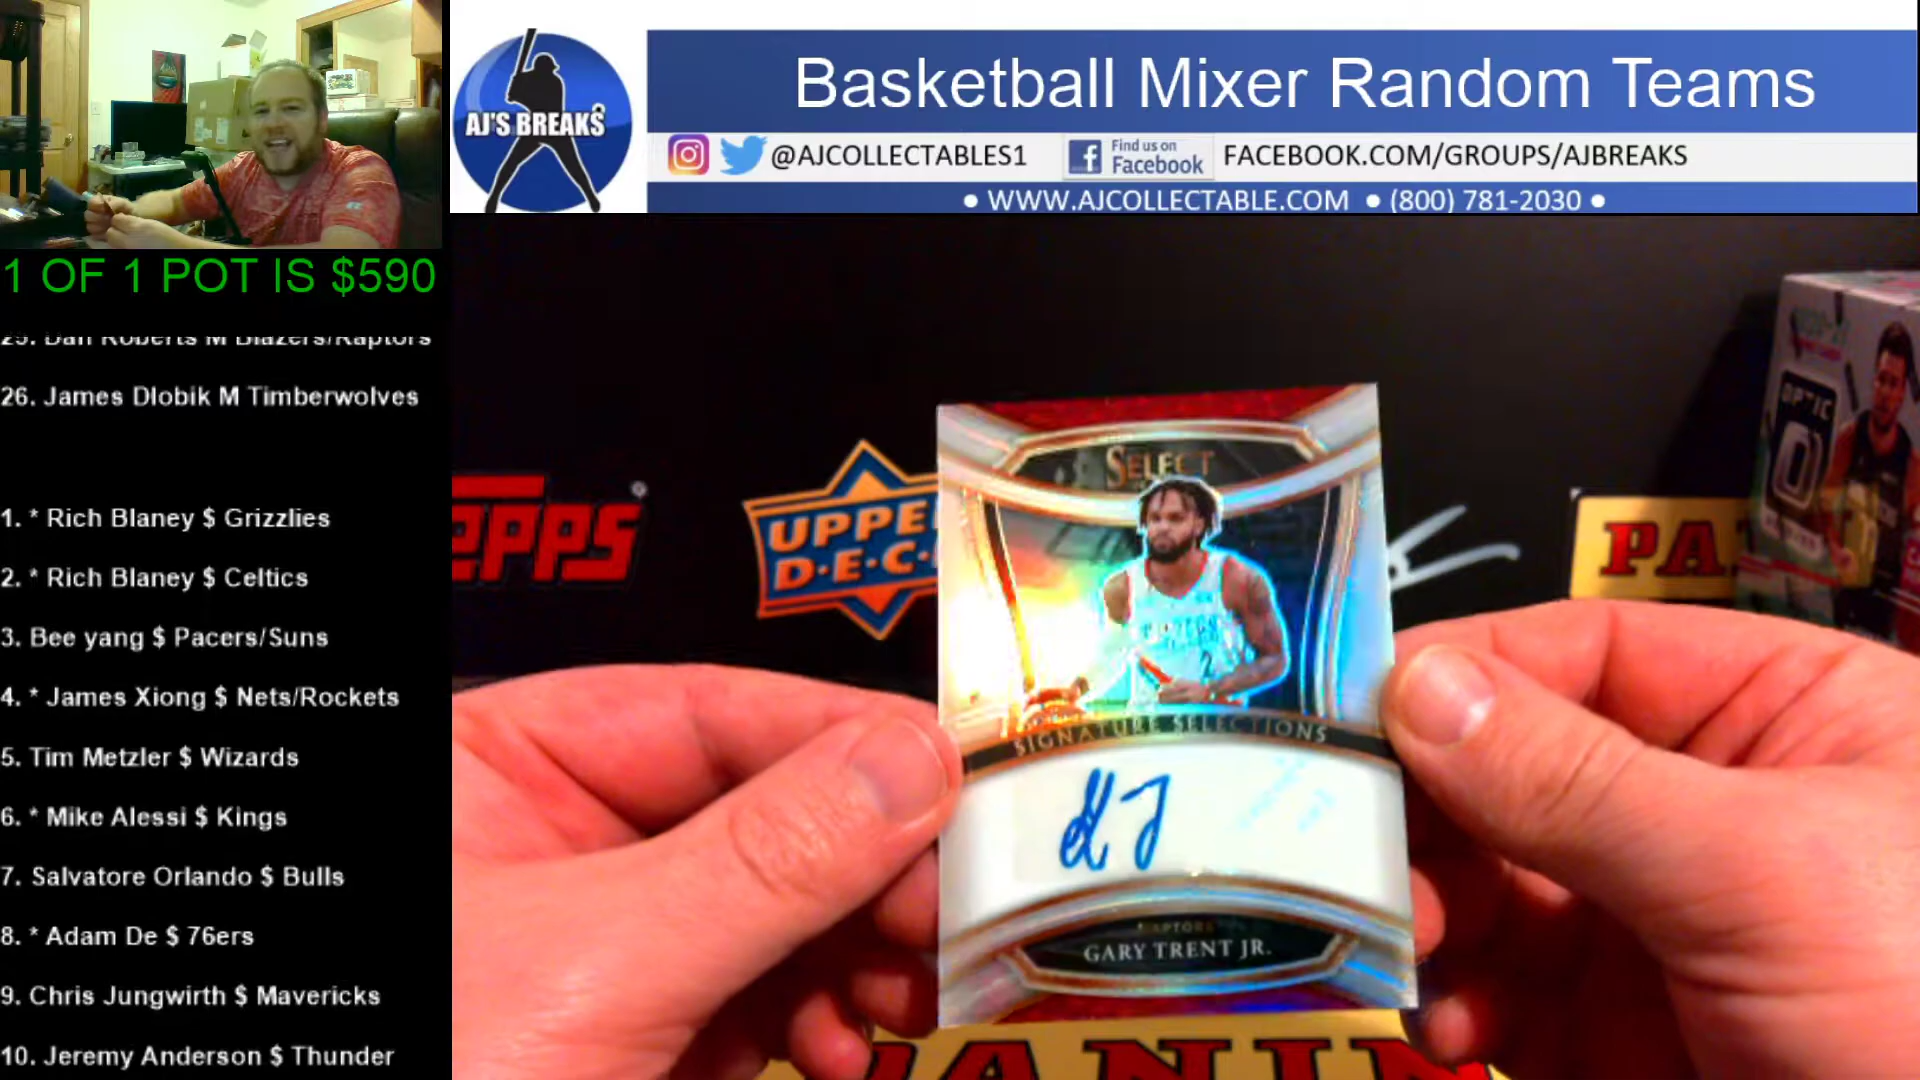 AJ'S BREAKS
Basketball Mixer Random Teams
@AJCOLLECTABLES1
Find us on
Facebook
FACEBOOK.COM/GROUPS/AJBREAKS
• WWW.AJCOLLECTABLE.COM • (800) 781-2030 •
1 OF 1 POT IS $590
25. Dan Roberts M Blazers/Raptors
26. James Dlobik M Timberwolves
1. * Rich Blaney $ Grizzlies
2. * Rich Blaney $ Celtics
3. Bee yang $ Pacers/Suns
4. * James Xiong $ Nets/Rockets
5. Tim Metzler $ Wizards
6. * Mike Alessi $ Kings
7. Salvatore Orlando $ Bulls
8. * Adam De $ 76ers
9. Chris Jungwirth $ Mavericks
10. Jeremy Anderson $ Thunder
EPPS
UPPE
D·E·C·
SELECT
2
SIGNATURE SELECTIONS
RAPTORS
GARY TRENT JR.
PA
OPTIC
PANINI